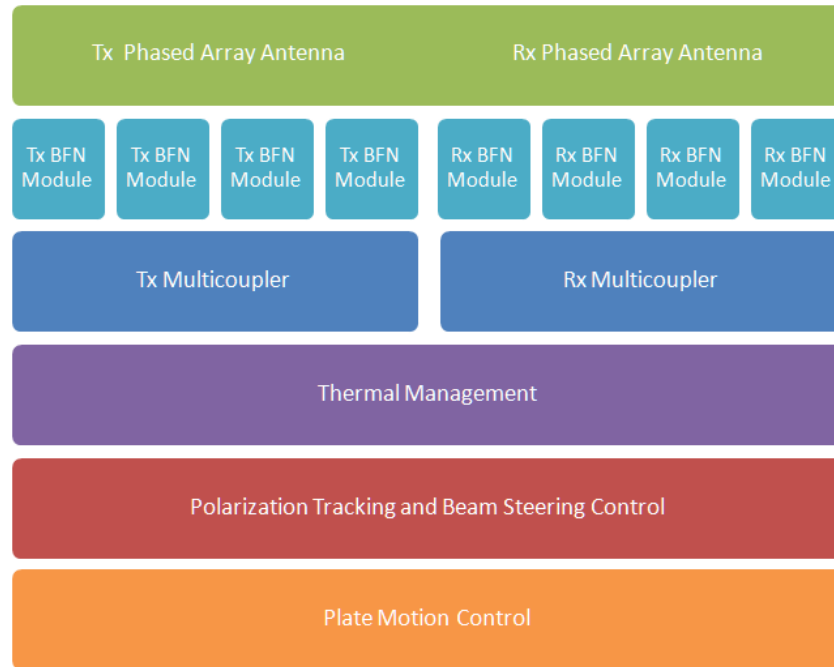 Tx Phased Array Antenna
Rx Phased Array Antenna
Tx BFN
Module
Tx BFN
Module
Tx BFN
Module
Tx BFN
Module
Rx BFN
Module
Rx BFN
Module
Rx BFN
Module
Rx BFN
Module
Tx Multicoupler
Rx Multicoupler
Thermal Management
Polarization Tracking and Beam Steering Control
Plate Motion Control